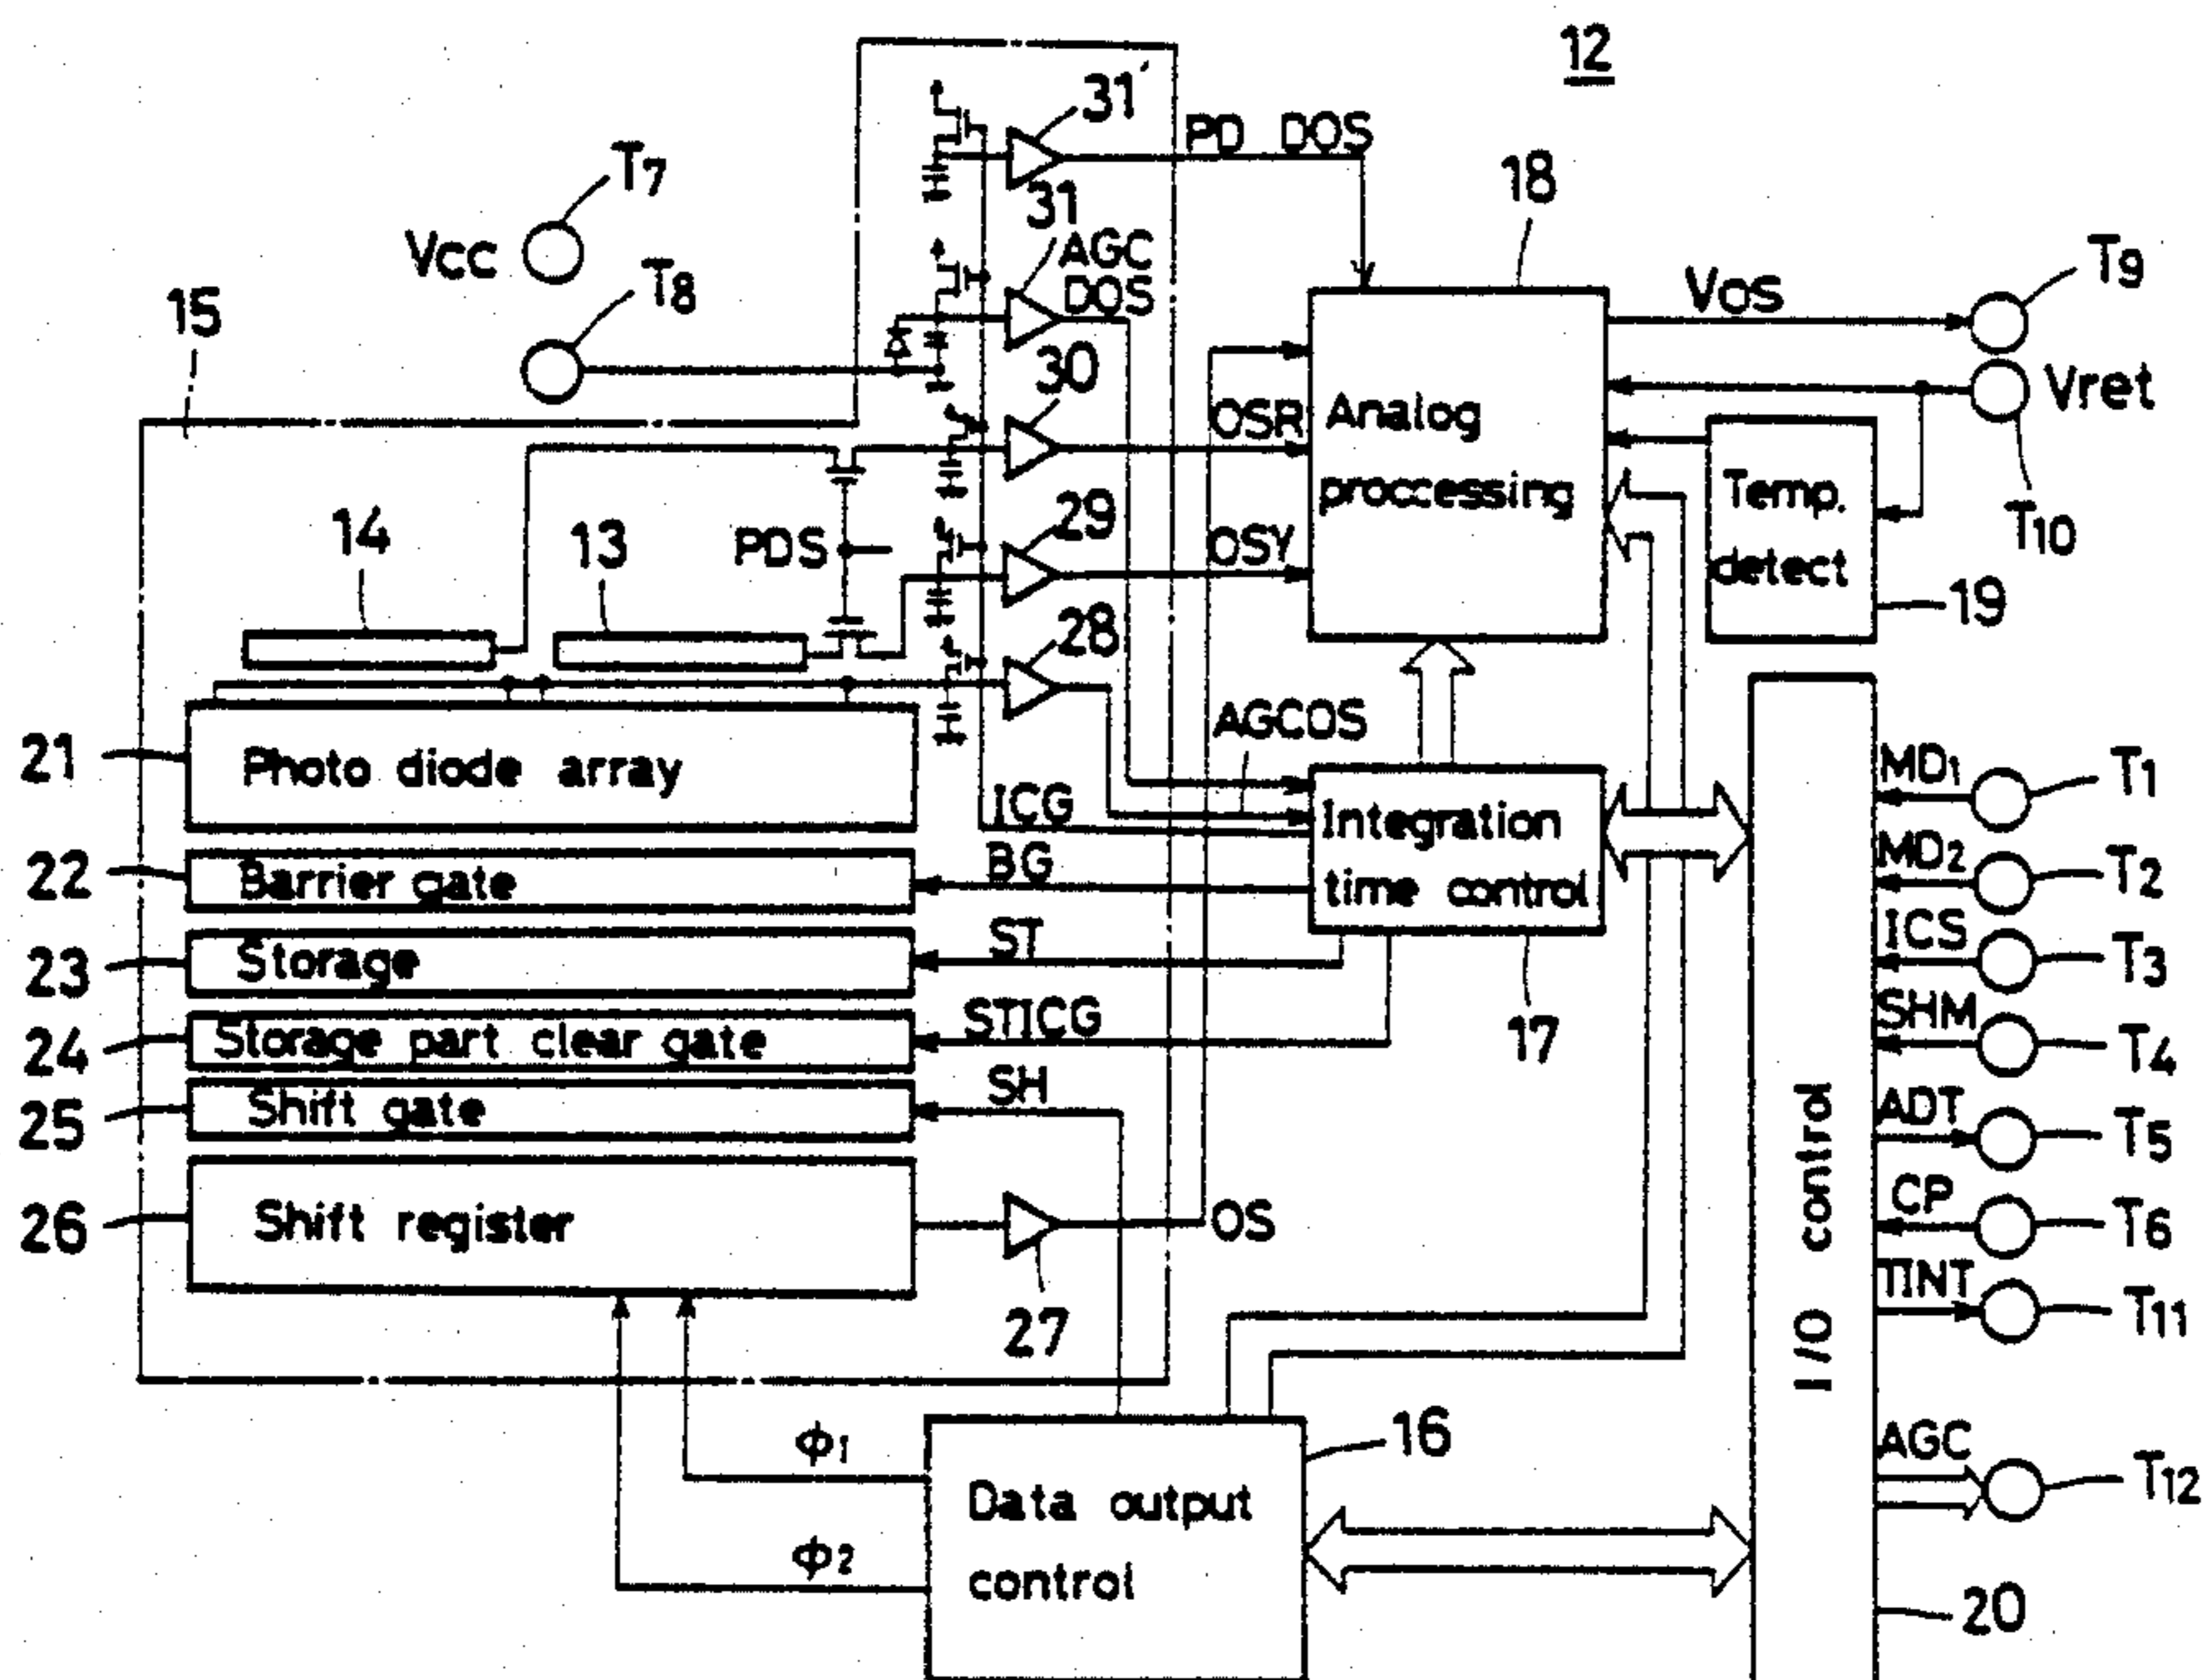 12
31'
PD DOS
T7
31
18
VCC
AGC
DOS
T9
T8
VOS
15
30
Vret
OSR
Analog
proccessing
Temp.
detect
T10
14
13
PDS
29
OSY
19
28
AGCOS
21
Photo diode array
MD1
T1
ICG
Integration
time control
22
Barrier gate
BG
MD2
T2
23
Storage
ST
ICS
T3
24
Storage part clear gate
STICG
17
SHM
T4
25
Shift gate
SH
ADT
T5
26
Shift register
OS
CP
T6
27
TINT
T11
I/O control
ϕ1
16
AGC
T12
Data output
control
ϕ2
20